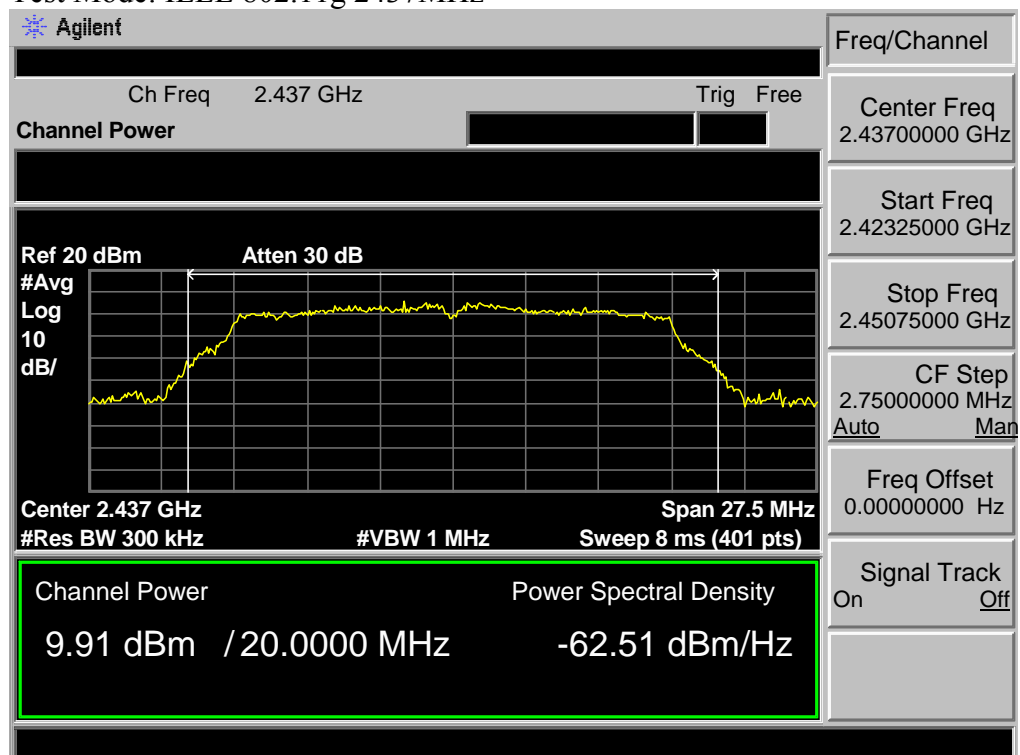 Test Mode: IEEE 802.11g 2437MHz
Agilent
Freq/Channel
Ch Freq 2.437 GHz Trig Free
Channel Power
Center Freq
2.43700000 GHz
Start Freq
2.42325000 GHz
Stop Freq
2.45075000 GHz
CF Step
2.75000000 MHz
Auto Man
Freq Offset
0.00000000 Hz
Signal Track
On Off
Ref 20 dBm Atten 30 dB
#Avg
Log
10
dB/
Center 2.437 GHz Span 27.5 MHz
#Res BW 300 kHz #VBW 1 MHz Sweep 8 ms (401 pts)
Channel Power Power Spectral Density
9.91 dBm / 20.0000 MHz -62.51 dBm/Hz